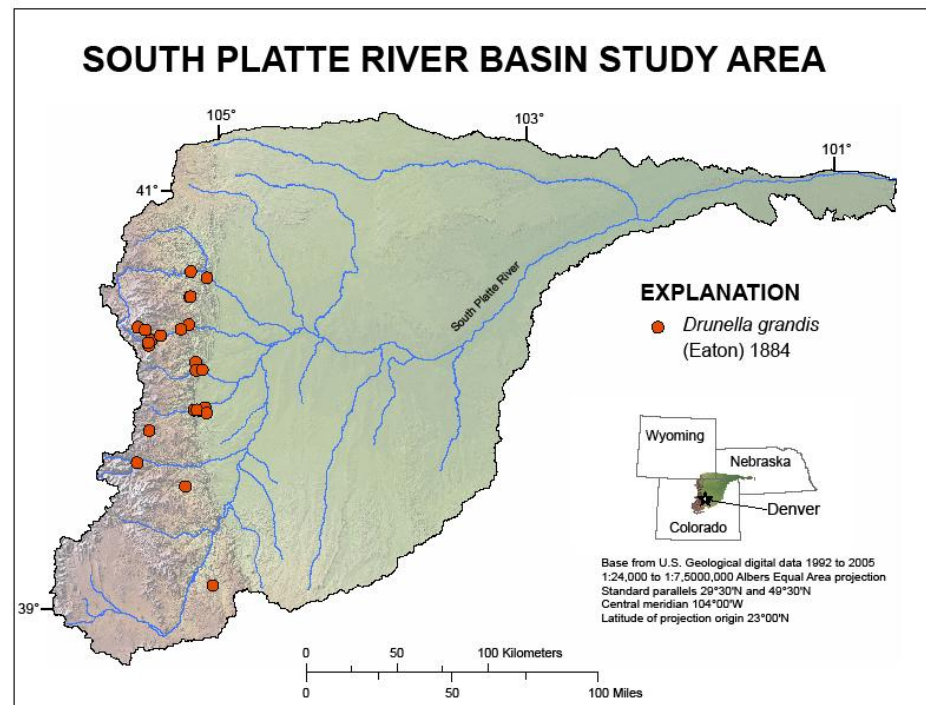 SOUTH PLATTE RIVER BASIN STUDY AREA
105°
103°
101°
41°
South Platte River
EXPLANATION
Drunella grandis
(Eaton) 1884
Wyoming
Nebraska
Denver
Colorado
Base from U.S. Geological digital data 1992 to 2005
1:24,000 to 1:7,5000,000 Albers Equal Area projection
Standard parallels 29°30'N and 49°30'N
Central meridian 104°00'W
Latitude of projection origin 23°00'N
39°
0 50 100 Kilometers
0 50 100 Miles